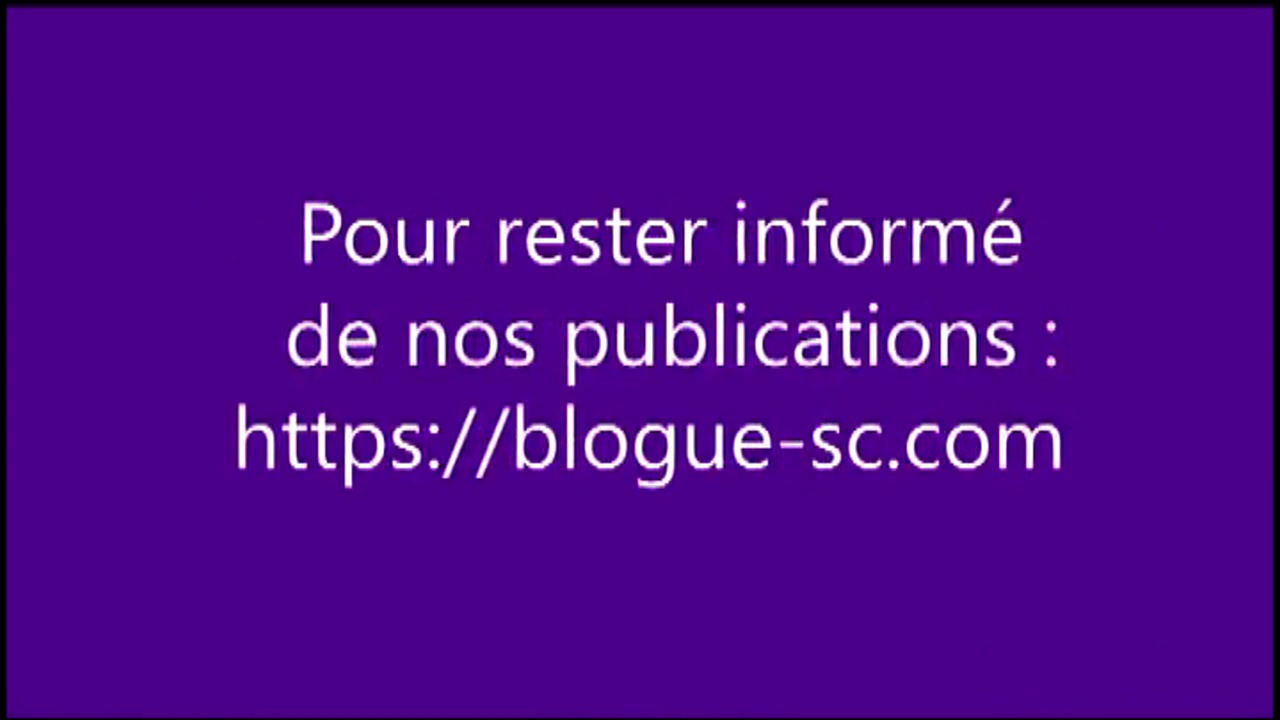 Pour rester informé
de nos publications :
https://blogue-sc.com